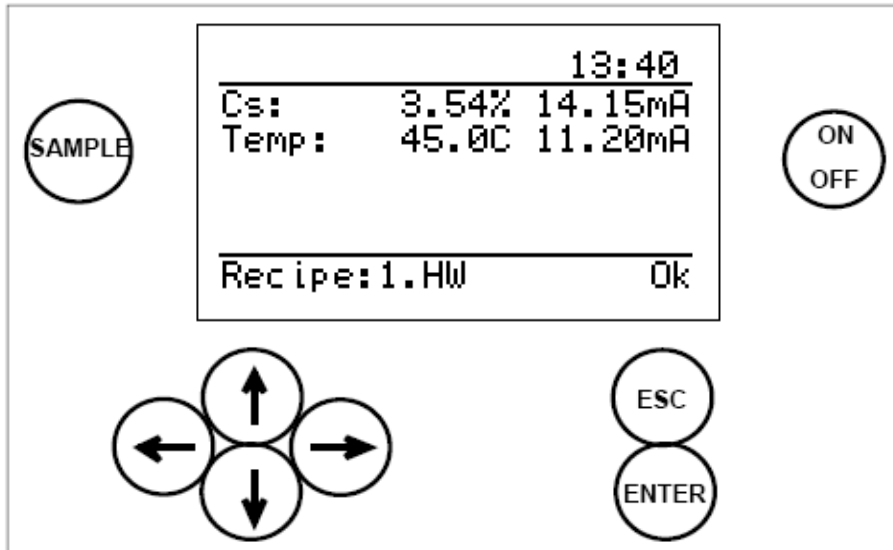 13:40
Cs: 3.54% 14.15mA
Temp: 45.0C 11.20mA
SAMPLE
ON
OFF
Recipe:1.HW Ok
ESC
ENTER